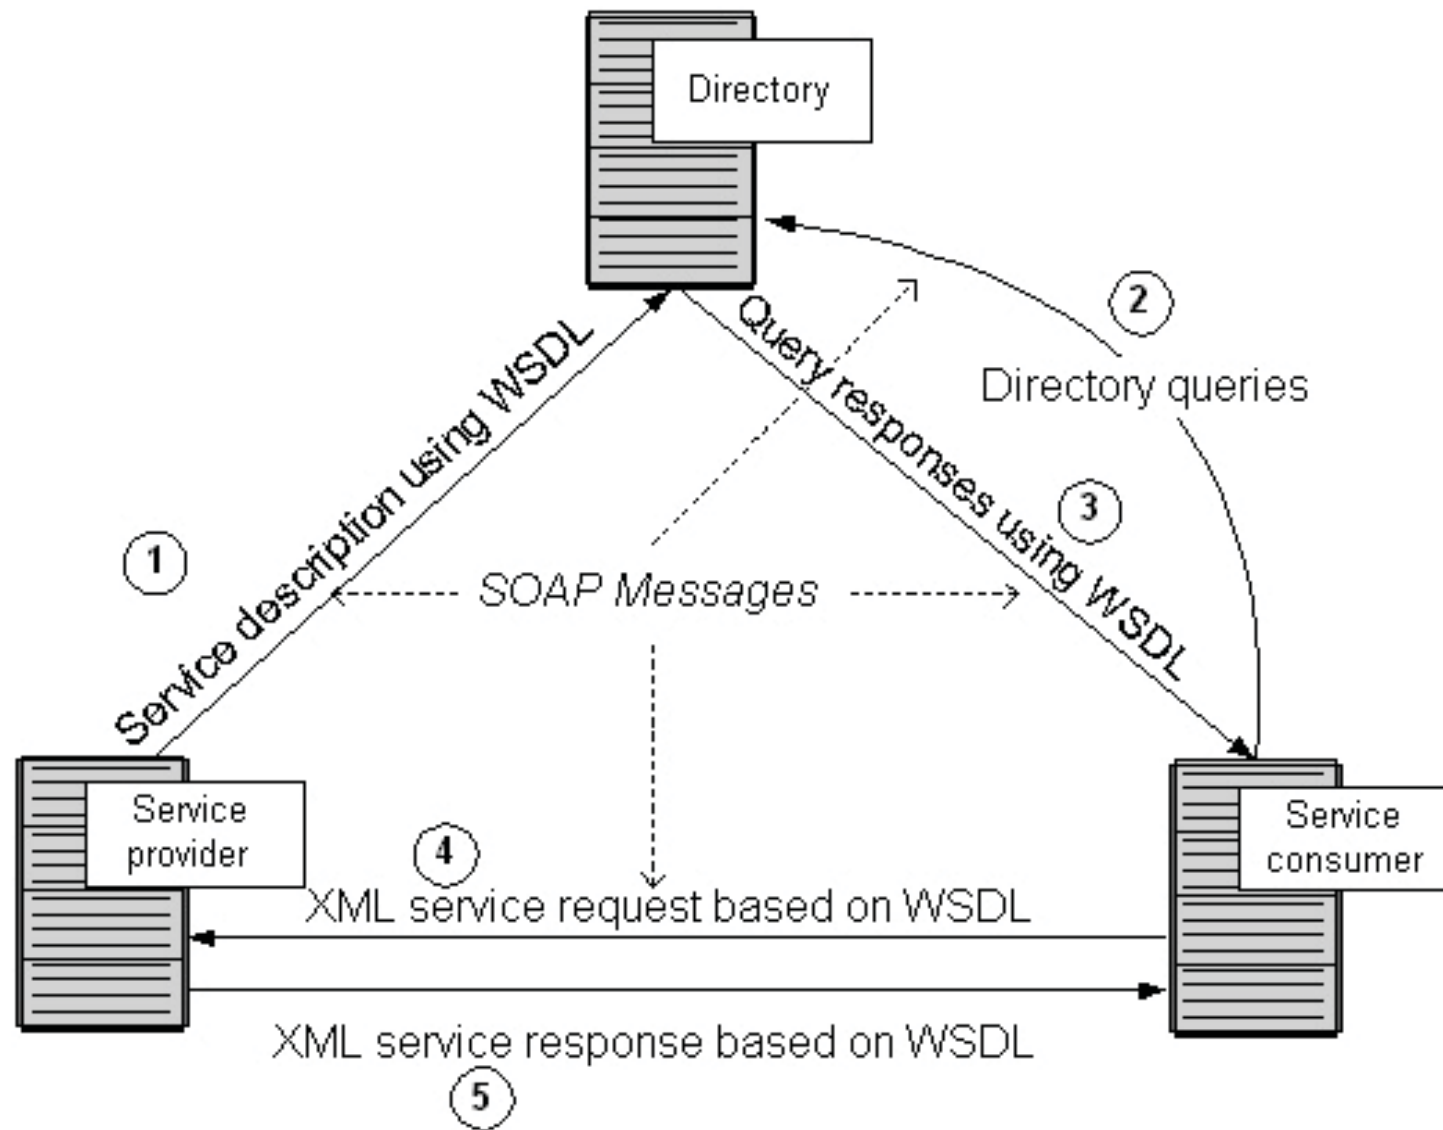 Directory
2
Directory queries
Query responses using WSDL
3
Service description using WSDL
1
SOAP Messages
Service
provider
Service
consumer
4
XML service request based on WSDL
XML service response based on WSDL
5